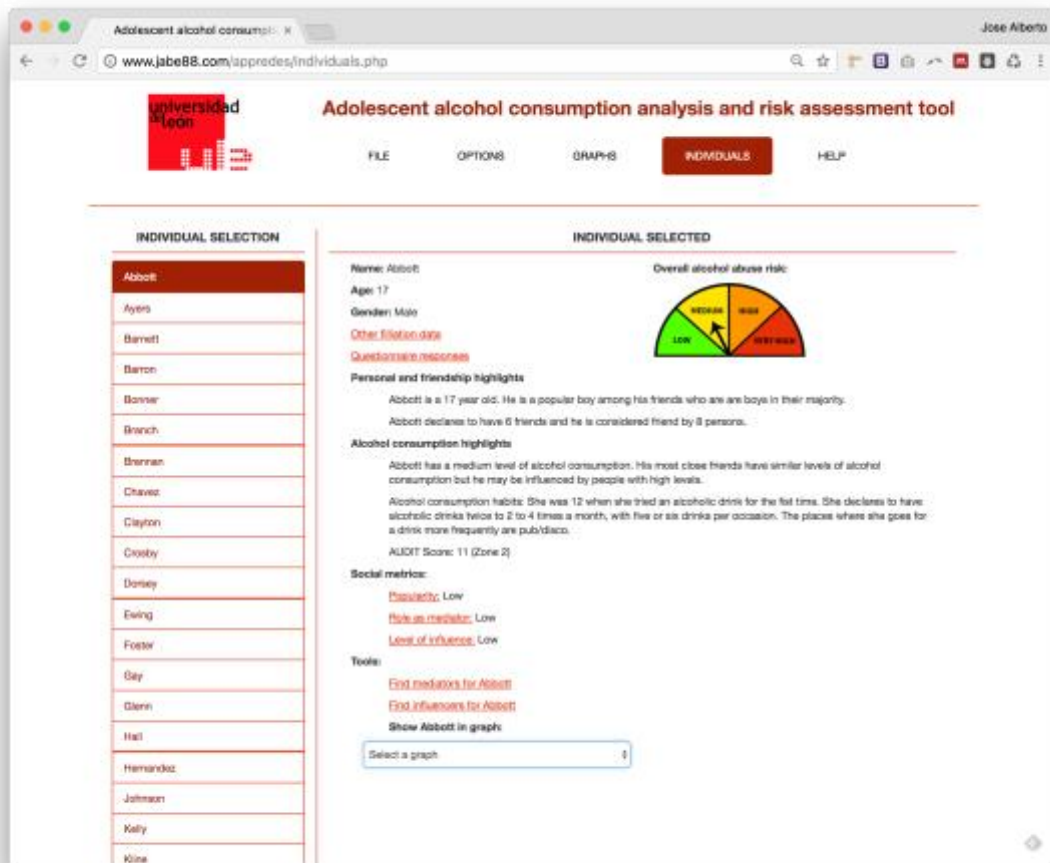 Adolescent alcohol consumpti
Jose Alberto
www.jabe88.com/appredes/individuals.php
universidad
de león
ule
Adolescent alcohol consumption analysis and risk assessment tool
FILE
OPTIONS
GRAPHS
INDIVIDUALS
HELP
INDIVIDUAL SELECTION
Abbott
Ayers
Barnett
Barron
Bonner
Branch
Brennan
Chavez
Clayton
Crosby
Dorsey
Ewing
Foster
Gay
Glenn
Hall
Hernandez
Johnson
Kelly
Kline
INDIVIDUAL SELECTED
Name: Abbott
Age: 17
Gender: Male
Other filiation data
Questionnaire responses
Overall alcohol abuse risk:
LOW
MEDIUM
HIGH
VERY HIGH
Personal and friendship highlights
Abbott is a 17 year old. He is a popular boy among his friends who are are boys in their majority.
Abbott declares to have 6 friends and he is considered friend by 8 persons.
Alcohol consumption highlights
Abbott has a medium level of alcohol consumption. His most close friends have similar levels of alcohol
consumption but he may be influenced by people with high levels.
Alcohol consumption habits: She was 12 when she tried an alcoholic drink for the fist time. She declares to have
alcoholic drinks twice to 2 to 4 times a month, with five or six drinks per occasion. The places where she goes for
a drink more frequently are pub/disco.
AUDIT Score: 11 (Zone 2)
Social metrics:
Popularity: Low
Role as mediator: Low
Level of influence: Low
Tools:
Find mediators for Abbott
Find influencers for Abbott
Show Abbott in graph:
Select a graph